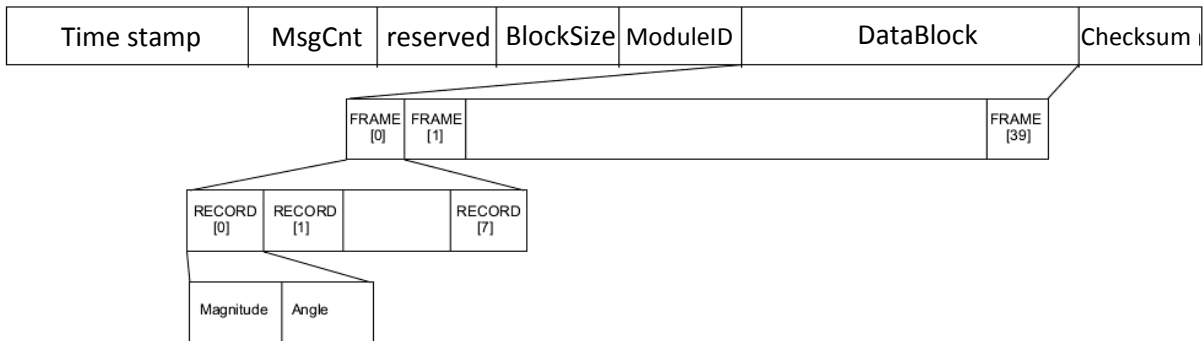 Time stamp MsgCnt reserved BlockSize ModuleID DataBlock Checksum
FRAME FRAME FRAME
[0] [1] [39]
RECORD RECORD RECORD
[0] [1] [7]
Magnitude Angle